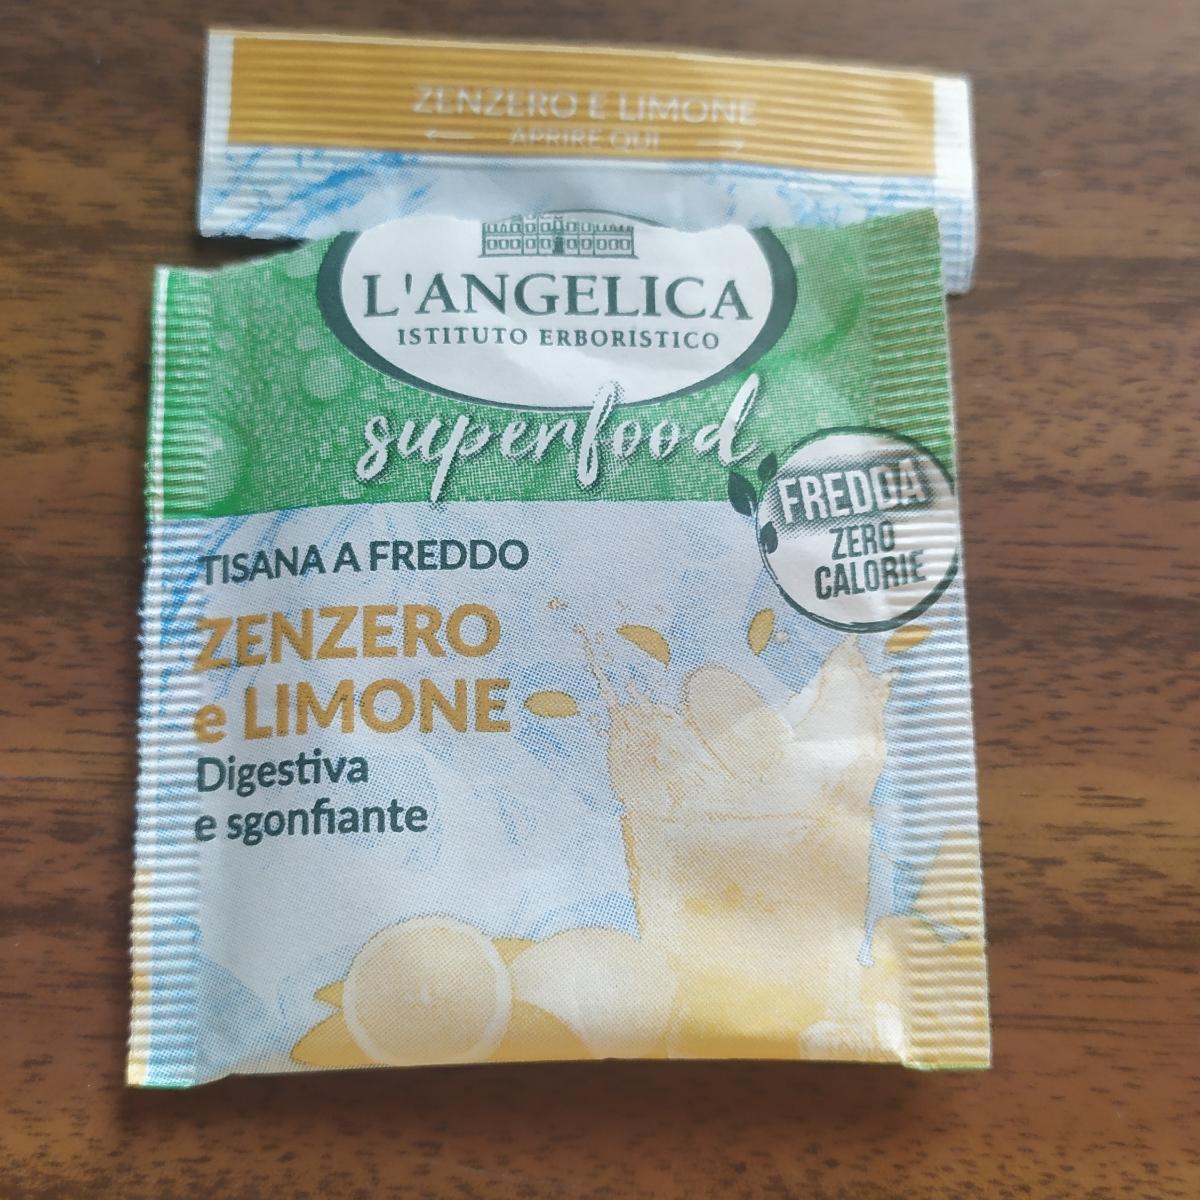 ZENZERO E LIMONE
APRIRE QUI
L'ANGELICA
ISTITUTO ERBORISTICO
superfood
FREDDA
ZERO
CALORIE
TISANA A FREDDO
ZENZERO
e LIMONE
Digestiva
e sgonfiante